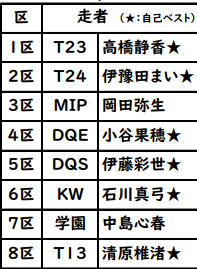 区 走者 (★:自己ベスト)
1区 T23 高橋静香★
2区 T24 伊豫田まい★
3区 MIP 岡田弥生
4区 DQE 小谷果穂★
5区 DQS 伊藤彩世★
6区 KW 石川真弓★
7区 学園 中島心春
8区 T13 清原椎渚★